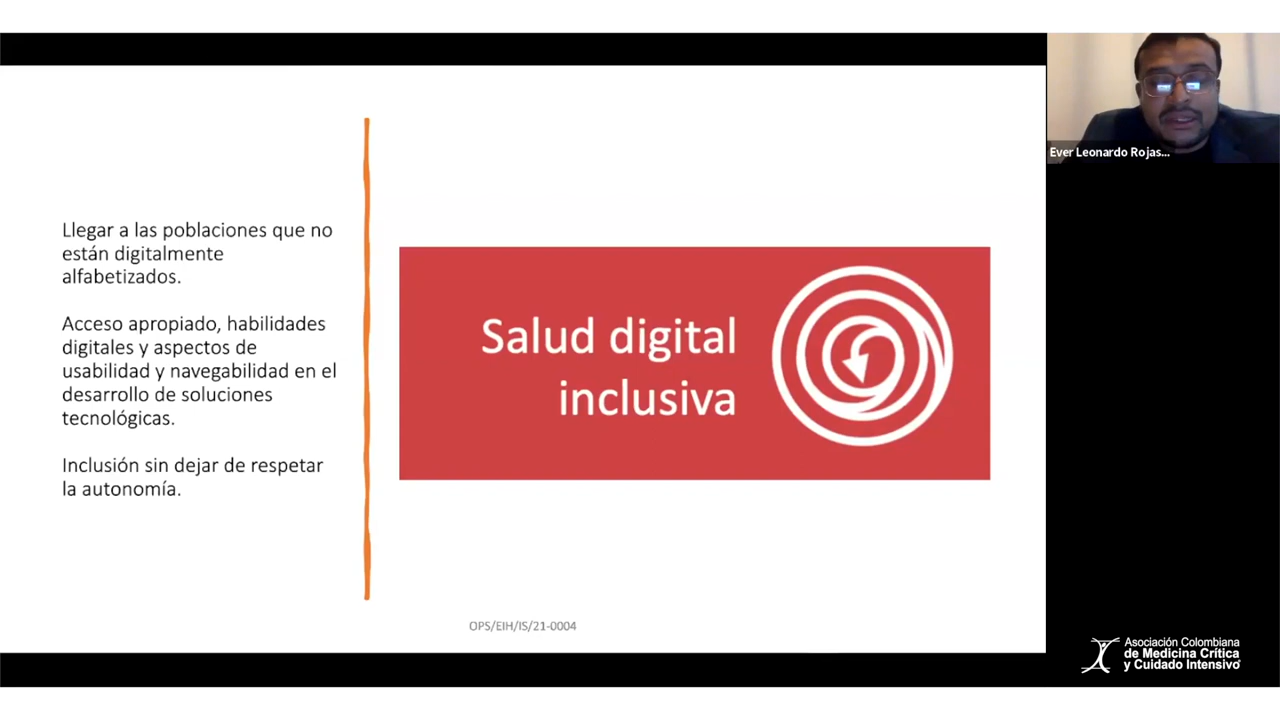 Llegar a las poblaciones que no
están digitalmente
alfabetizados.
Acceso apropiado, habilidades
digitales y aspectos de
usabilidad y navegabilidad en el
desarrollo de soluciones
tecnológicas.
Inclusión sin dejar de respetar
la autonomía.
Salud digital
inclusiva
OPS/EIH/IS/21-0004
Ever Leonardo Rojas...
Asociación Colombiana
de Medicina Crítica
y Cuidado Intensivo